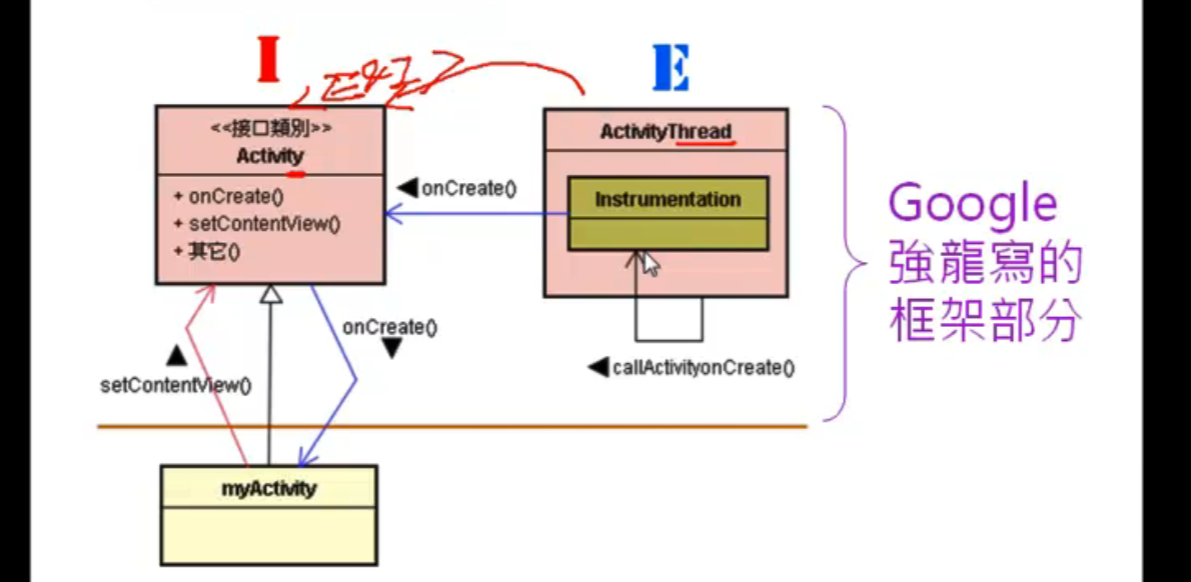 I
E
<<接口類別>>
Activity
+ onCreate()
+ setContentView()
+ 其它()
onCreate()
ActivityThread
Instrumentation
callActivityonCreate()
onCreate()
setContentView()
myActivity
Google
強龍寫的
框架部分